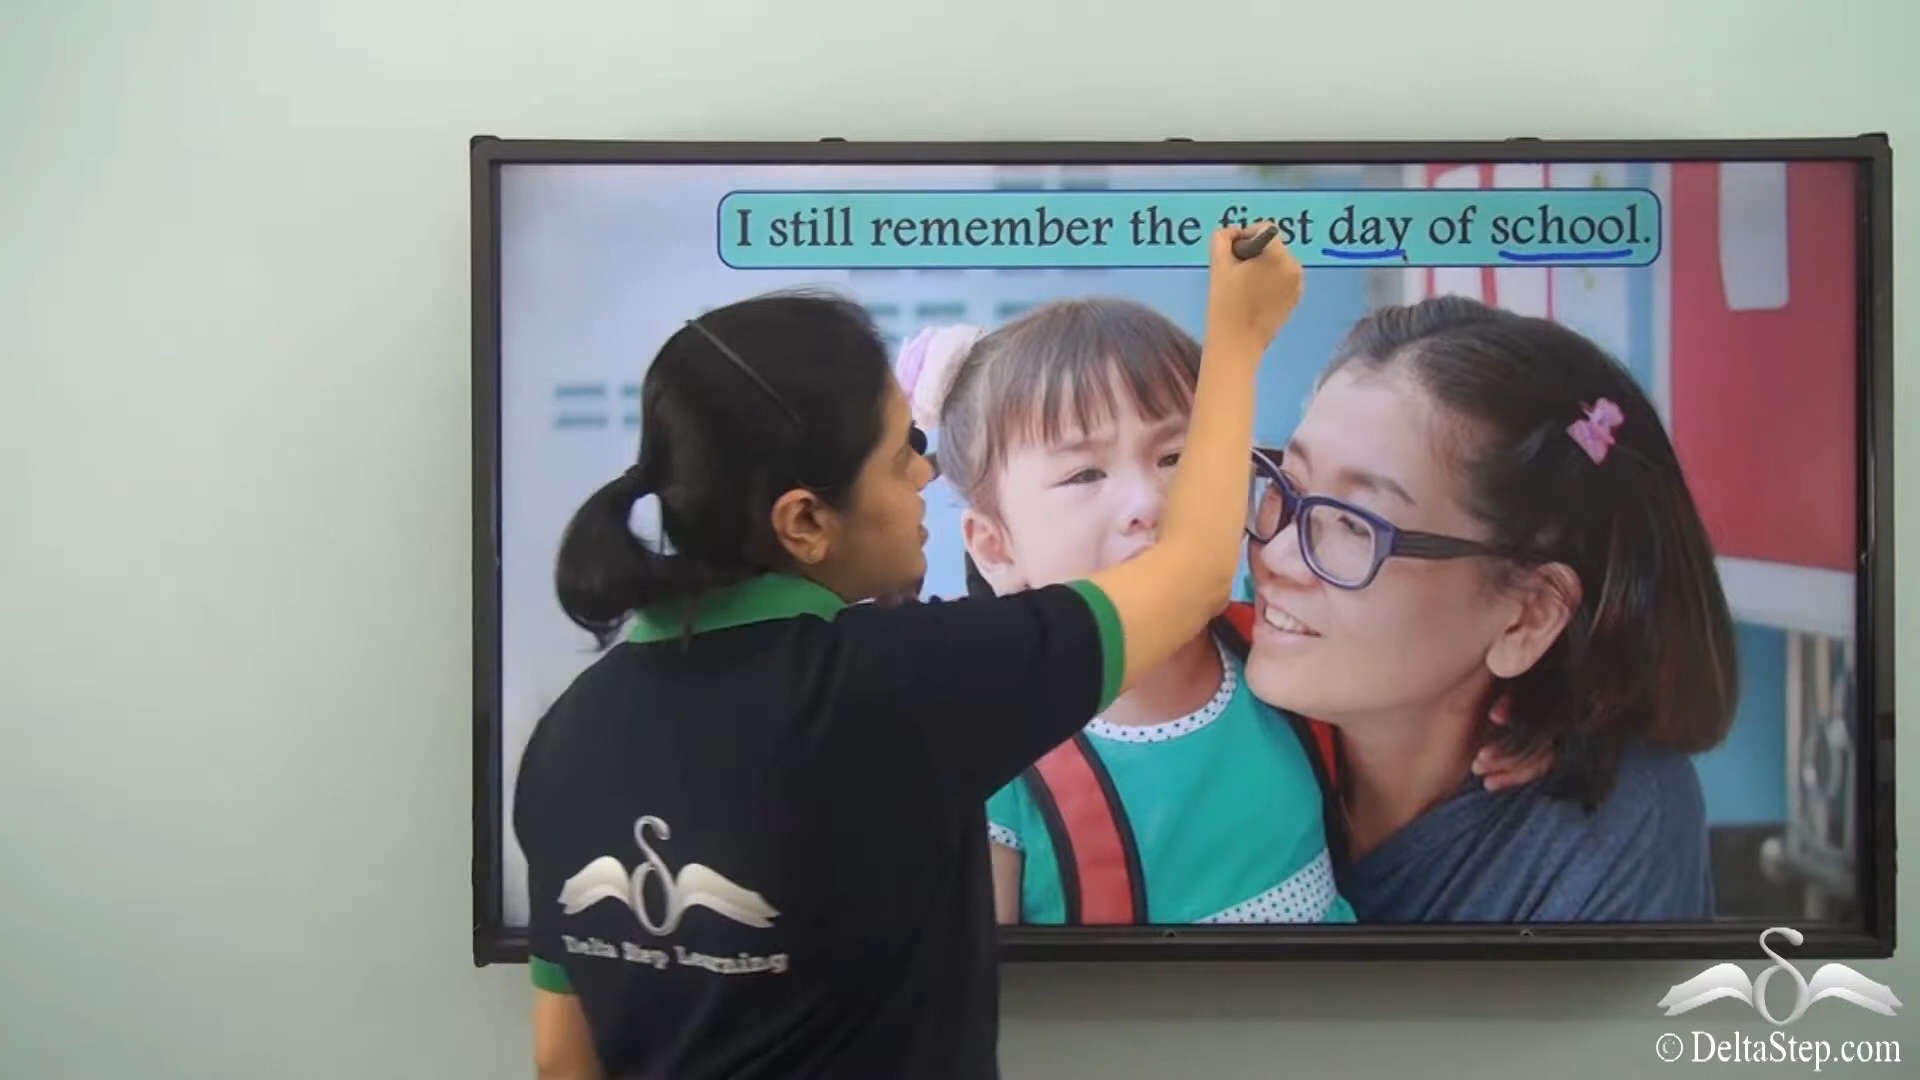 I still remember the first day of school.
Delta Step Learning
© DeltaStep.com